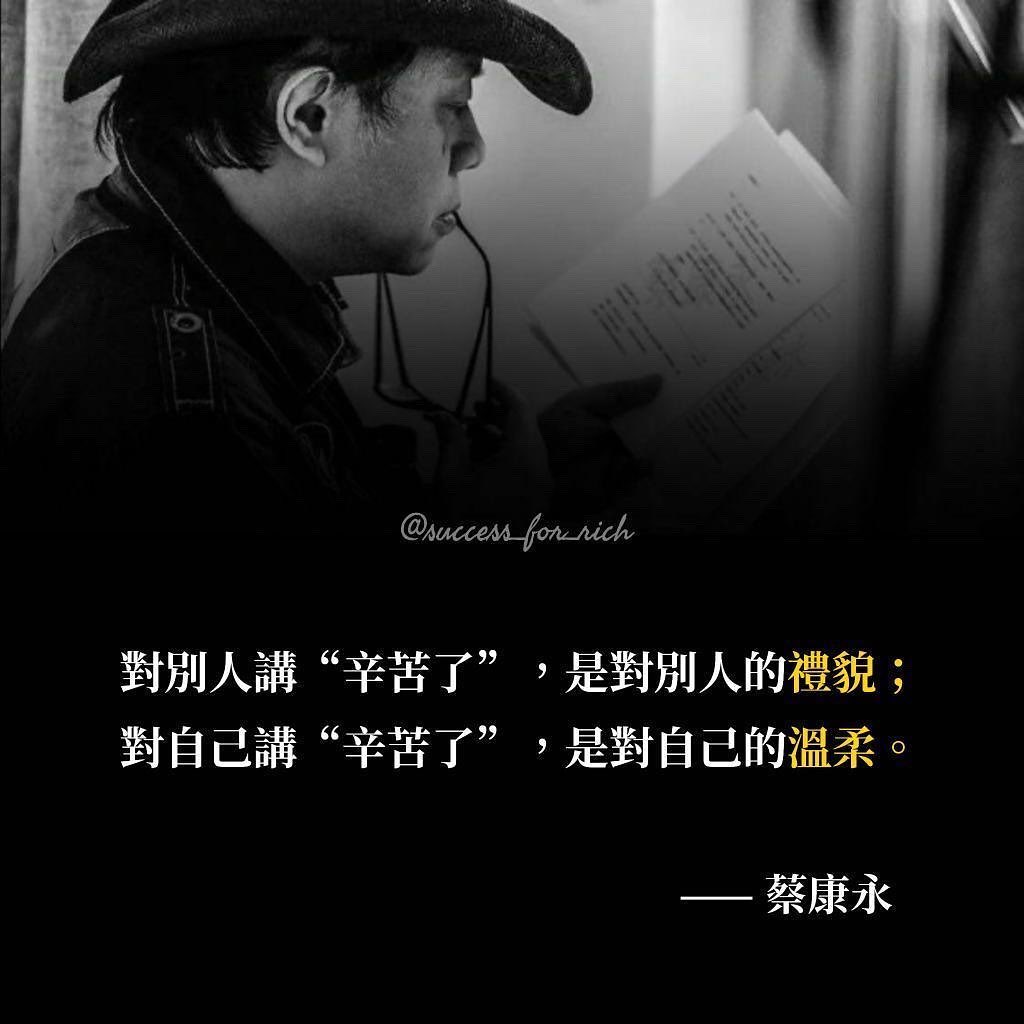 @success_for_rich
對別人講“辛苦了”，是對別人的禮貌；
對自己講“辛苦了”，是對自己的溫柔。
—— 蔡康永